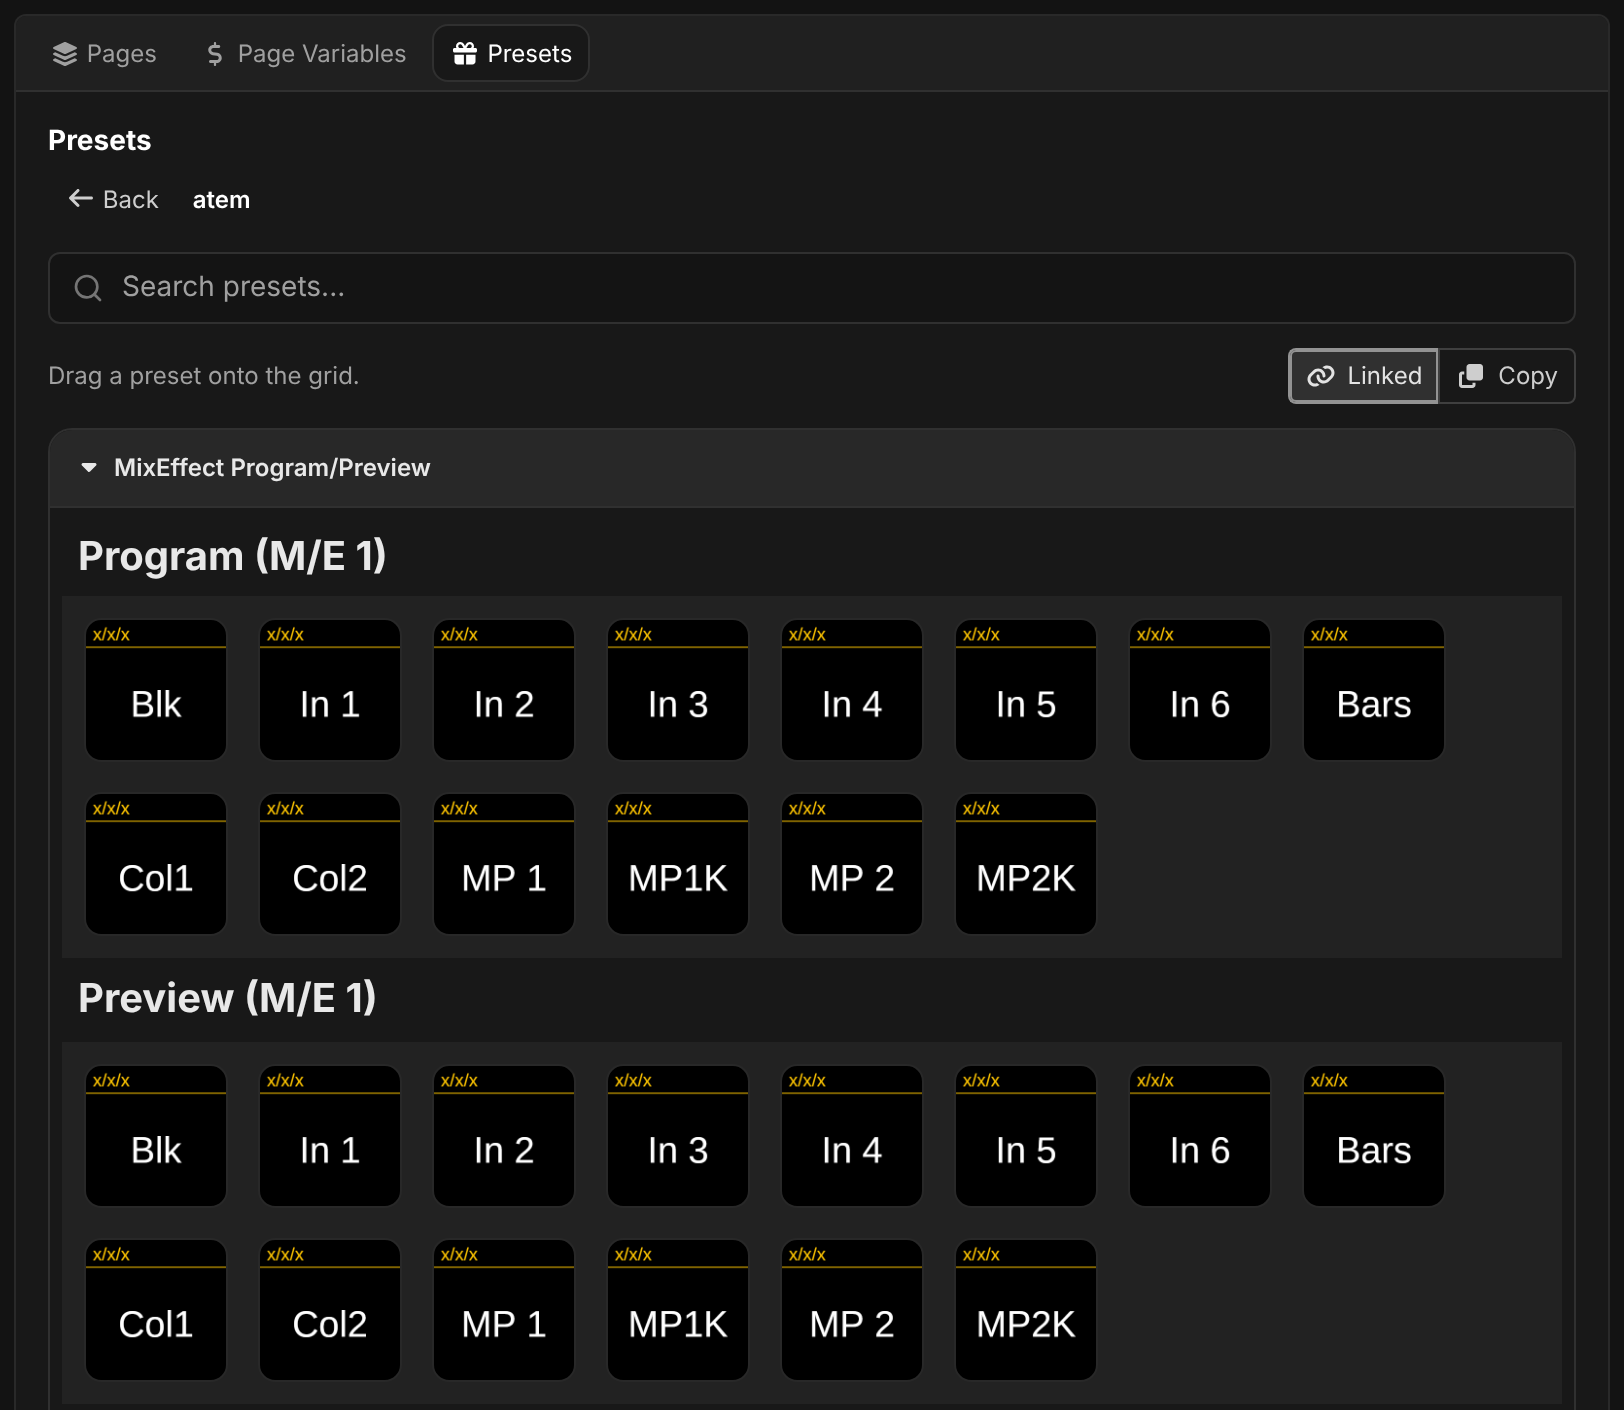 Pages Page Variables Presets
Presets
Back atem
Search presets...
Drag a preset onto the grid.
Linked Copy
MixEffect Program/Preview
Program (M/E 1)
x/x/x x/x/x x/x/x x/x/x x/x/x x/x/x x/x/x x/x/x
Blk In 1 In 2 In 3 In 4 In 5 In 6 Bars
x/x/x x/x/x x/x/x x/x/x x/x/x x/x/x
Col1 Col2 MP 1 MP1K MP 2 MP2K
Preview (M/E 1)
x/x/x x/x/x x/x/x x/x/x x/x/x x/x/x x/x/x x/x/x
Blk In 1 In 2 In 3 In 4 In 5 In 6 Bars
x/x/x x/x/x x/x/x x/x/x x/x/x x/x/x
Col1 Col2 MP 1 MP1K MP 2 MP2K